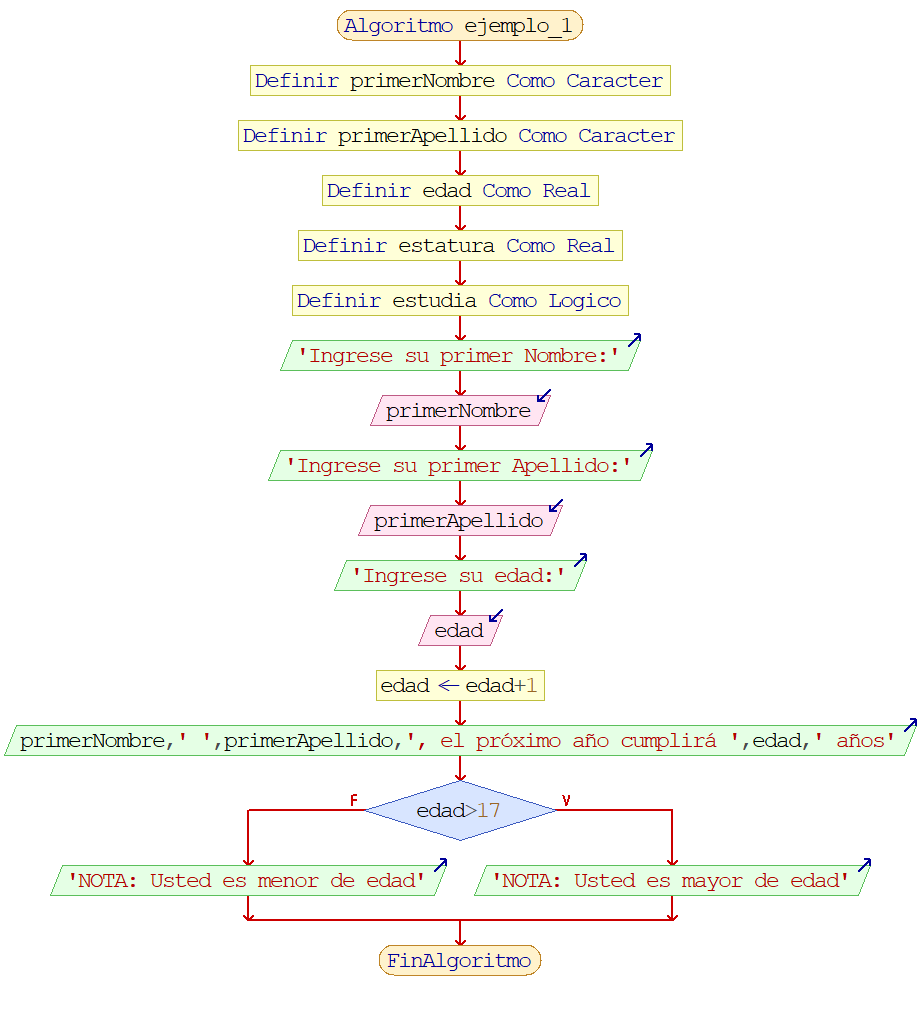 Algoritmo ejemplo_1
Definir primerNombre Como Caracter
Definir primerApellido Como Caracter
Definir edad Como Real
Definir estatura Como Real
Definir estudia Como Logico
'Ingrese su primer Nombre:'
primerNombre
'Ingrese su primer Apellido:'
primerApellido
'Ingrese su edad:'
edad
edad <- edad+1
primerNombre,' ',primerApellido,', el próximo año cumplirá ',edad,' años'
F
edad>17
V
'NOTA: Usted es menor de edad'
'NOTA: Usted es mayor de edad'
FinAlgoritmo